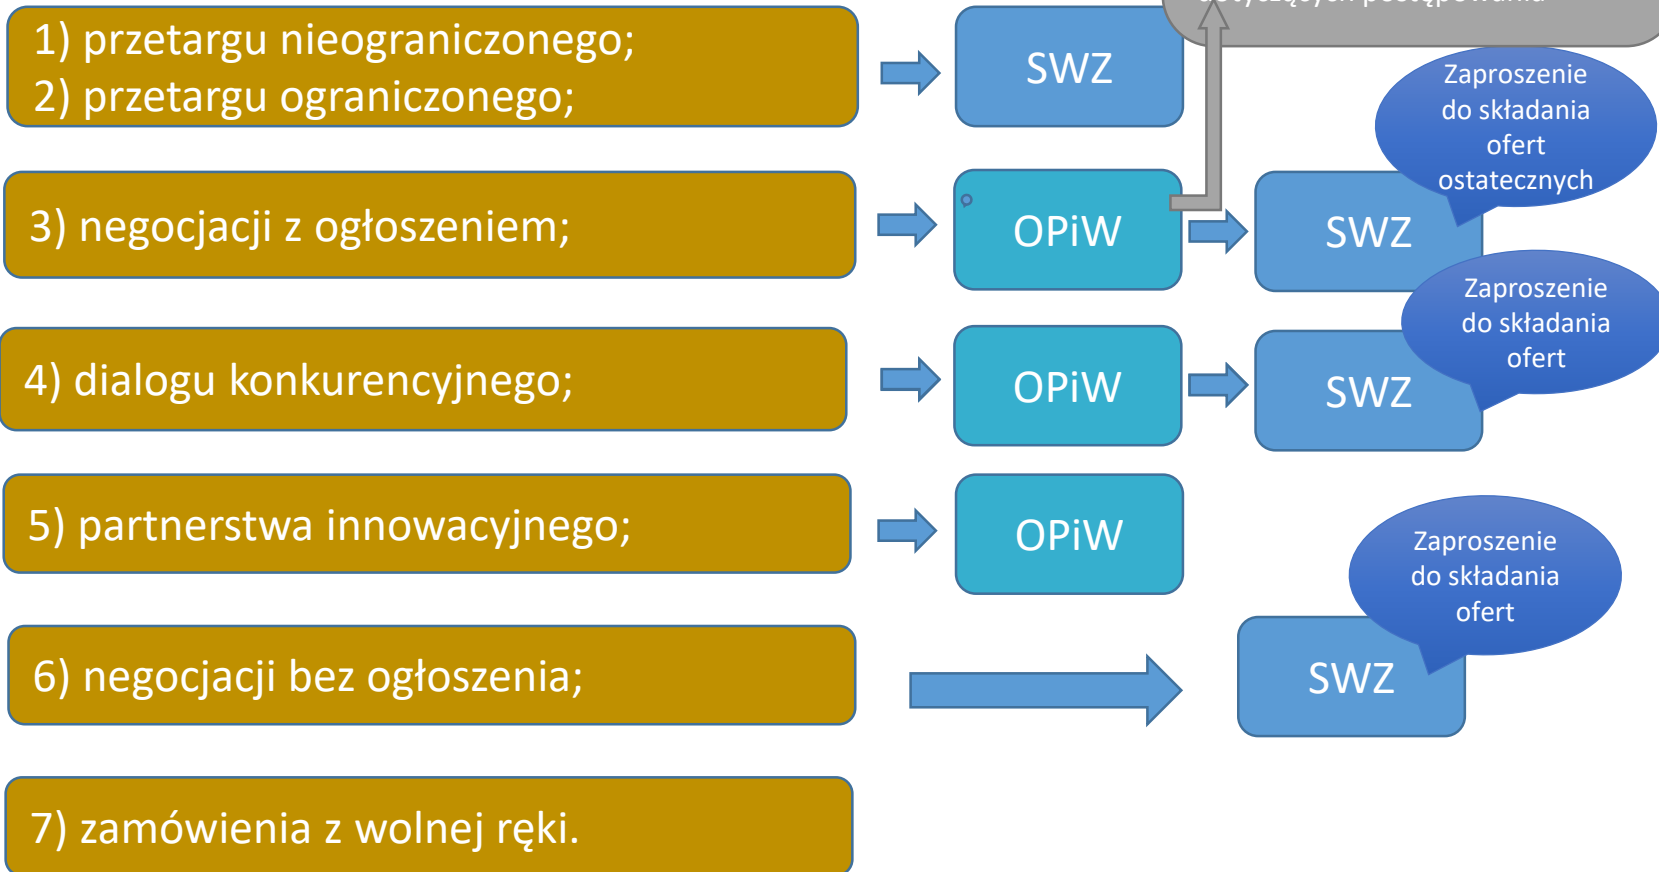 1) przetargu nieograniczonego;
2) przetargu ograniczonego;
SWZ
Zaproszenie
do składania
ofert
ostatecznych
3) negocjacji z ogłoszeniem;
OPiW
SWZ
Zaproszenie
do składania
ofert
4) dialogu konkurencyjnego;
OPiW
SWZ
5) partnerstwa innowacyjnego;
OPiW
Zaproszenie
do składania
ofert
6) negocjacji bez ogłoszenia;
SWZ
7) zamówienia z wolnej ręki.